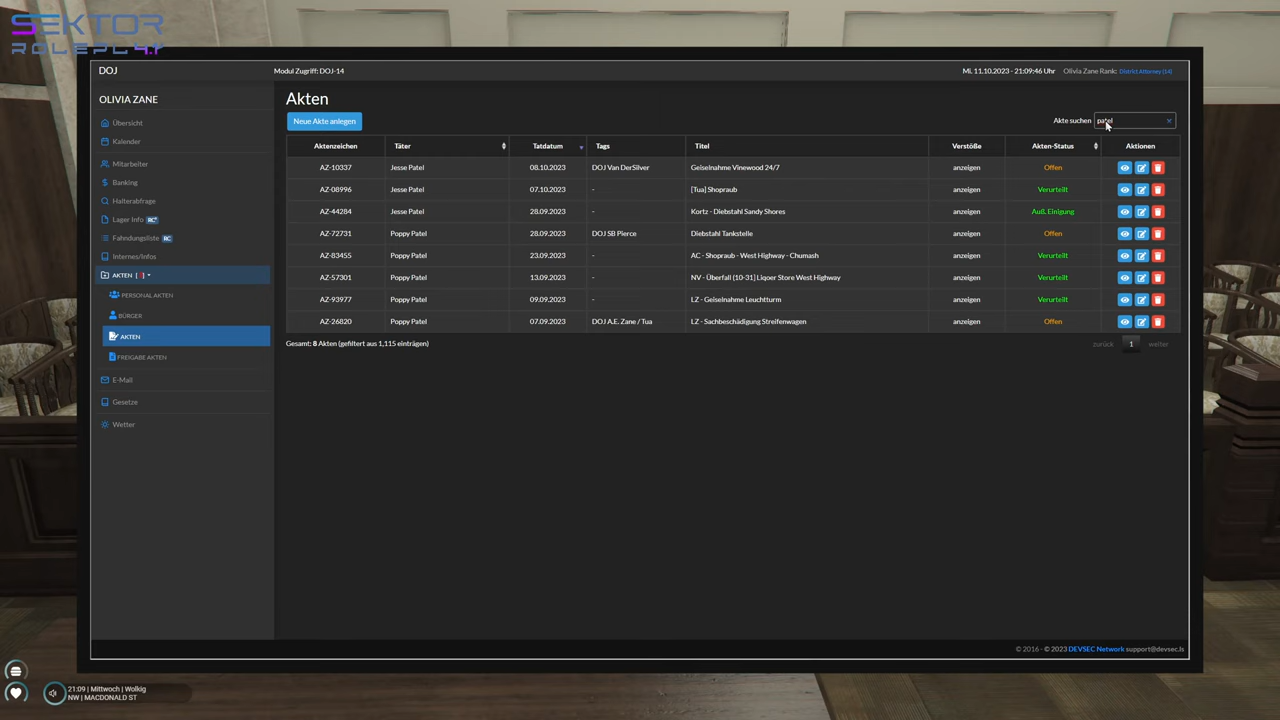 SEKTOR
ROLEPL4Y
DOJ
Modul Zugriff: DOJ-14
Mi. 11.10.2023 - 21:09:46 Uhr
Olivia Zane Rank: District Attorney [14]
OLIVIA ZANE
Übersicht
Kalender
Mitarbeiter
Banking
Halterabfrage
Lager Info RC*
Fahndungsliste RC
Internes/Infos
AKTEN
PERSONAL AKTEN
BÜRGER
AKTEN
FREIGABE AKTEN
E-Mail
Gesetze
Wetter
Akten
Neue Akte anlegen
Akte suchen patel
Aktenzeichen Täter Tatdatum Tags Titel Verstöße Akten-Status Aktionen
AZ-10337 Jesse Patel 08.10.2023 DOJ VanDerSilver Geiselnahme Vinewood 24/7 anzeigen Offen
AZ-08996 Jesse Patel 07.10.2023 - [Tua] Shopraub anzeigen Verurteilt
AZ-44284 Jesse Patel 28.09.2023 - Kortz - Diebstahl Sandy Shores anzeigen Auß. Einigung
AZ-72731 Poppy Patel 28.09.2023 DOJ SB Pierce Diebstahl Tankstelle anzeigen Offen
AZ-83455 Poppy Patel 23.09.2023 - AC - Shopraub - West Highway - Chumash anzeigen Verurteilt
AZ-57301 Poppy Patel 13.09.2023 - NV - Überfall [10-31] Liqoer Store West Highway anzeigen Verurteilt
AZ-93977 Poppy Patel 09.09.2023 - LZ - Geiselnahme Leuchtturm anzeigen Verurteilt
AZ-26820 Poppy Patel 07.09.2023 DOJ A.E. Zane / Tua LZ - Sachbeschädigung Streifenwagen anzeigen Offen
Gesamt: 8 Akten (gefiltert aus 1,115 einträgen)
zurück 1 weiter
© 2016 - © 2023 DEVSEC Network support@devsec.ls
21:09 | Mittwoch | Wolkig
NW | MACDONALD ST